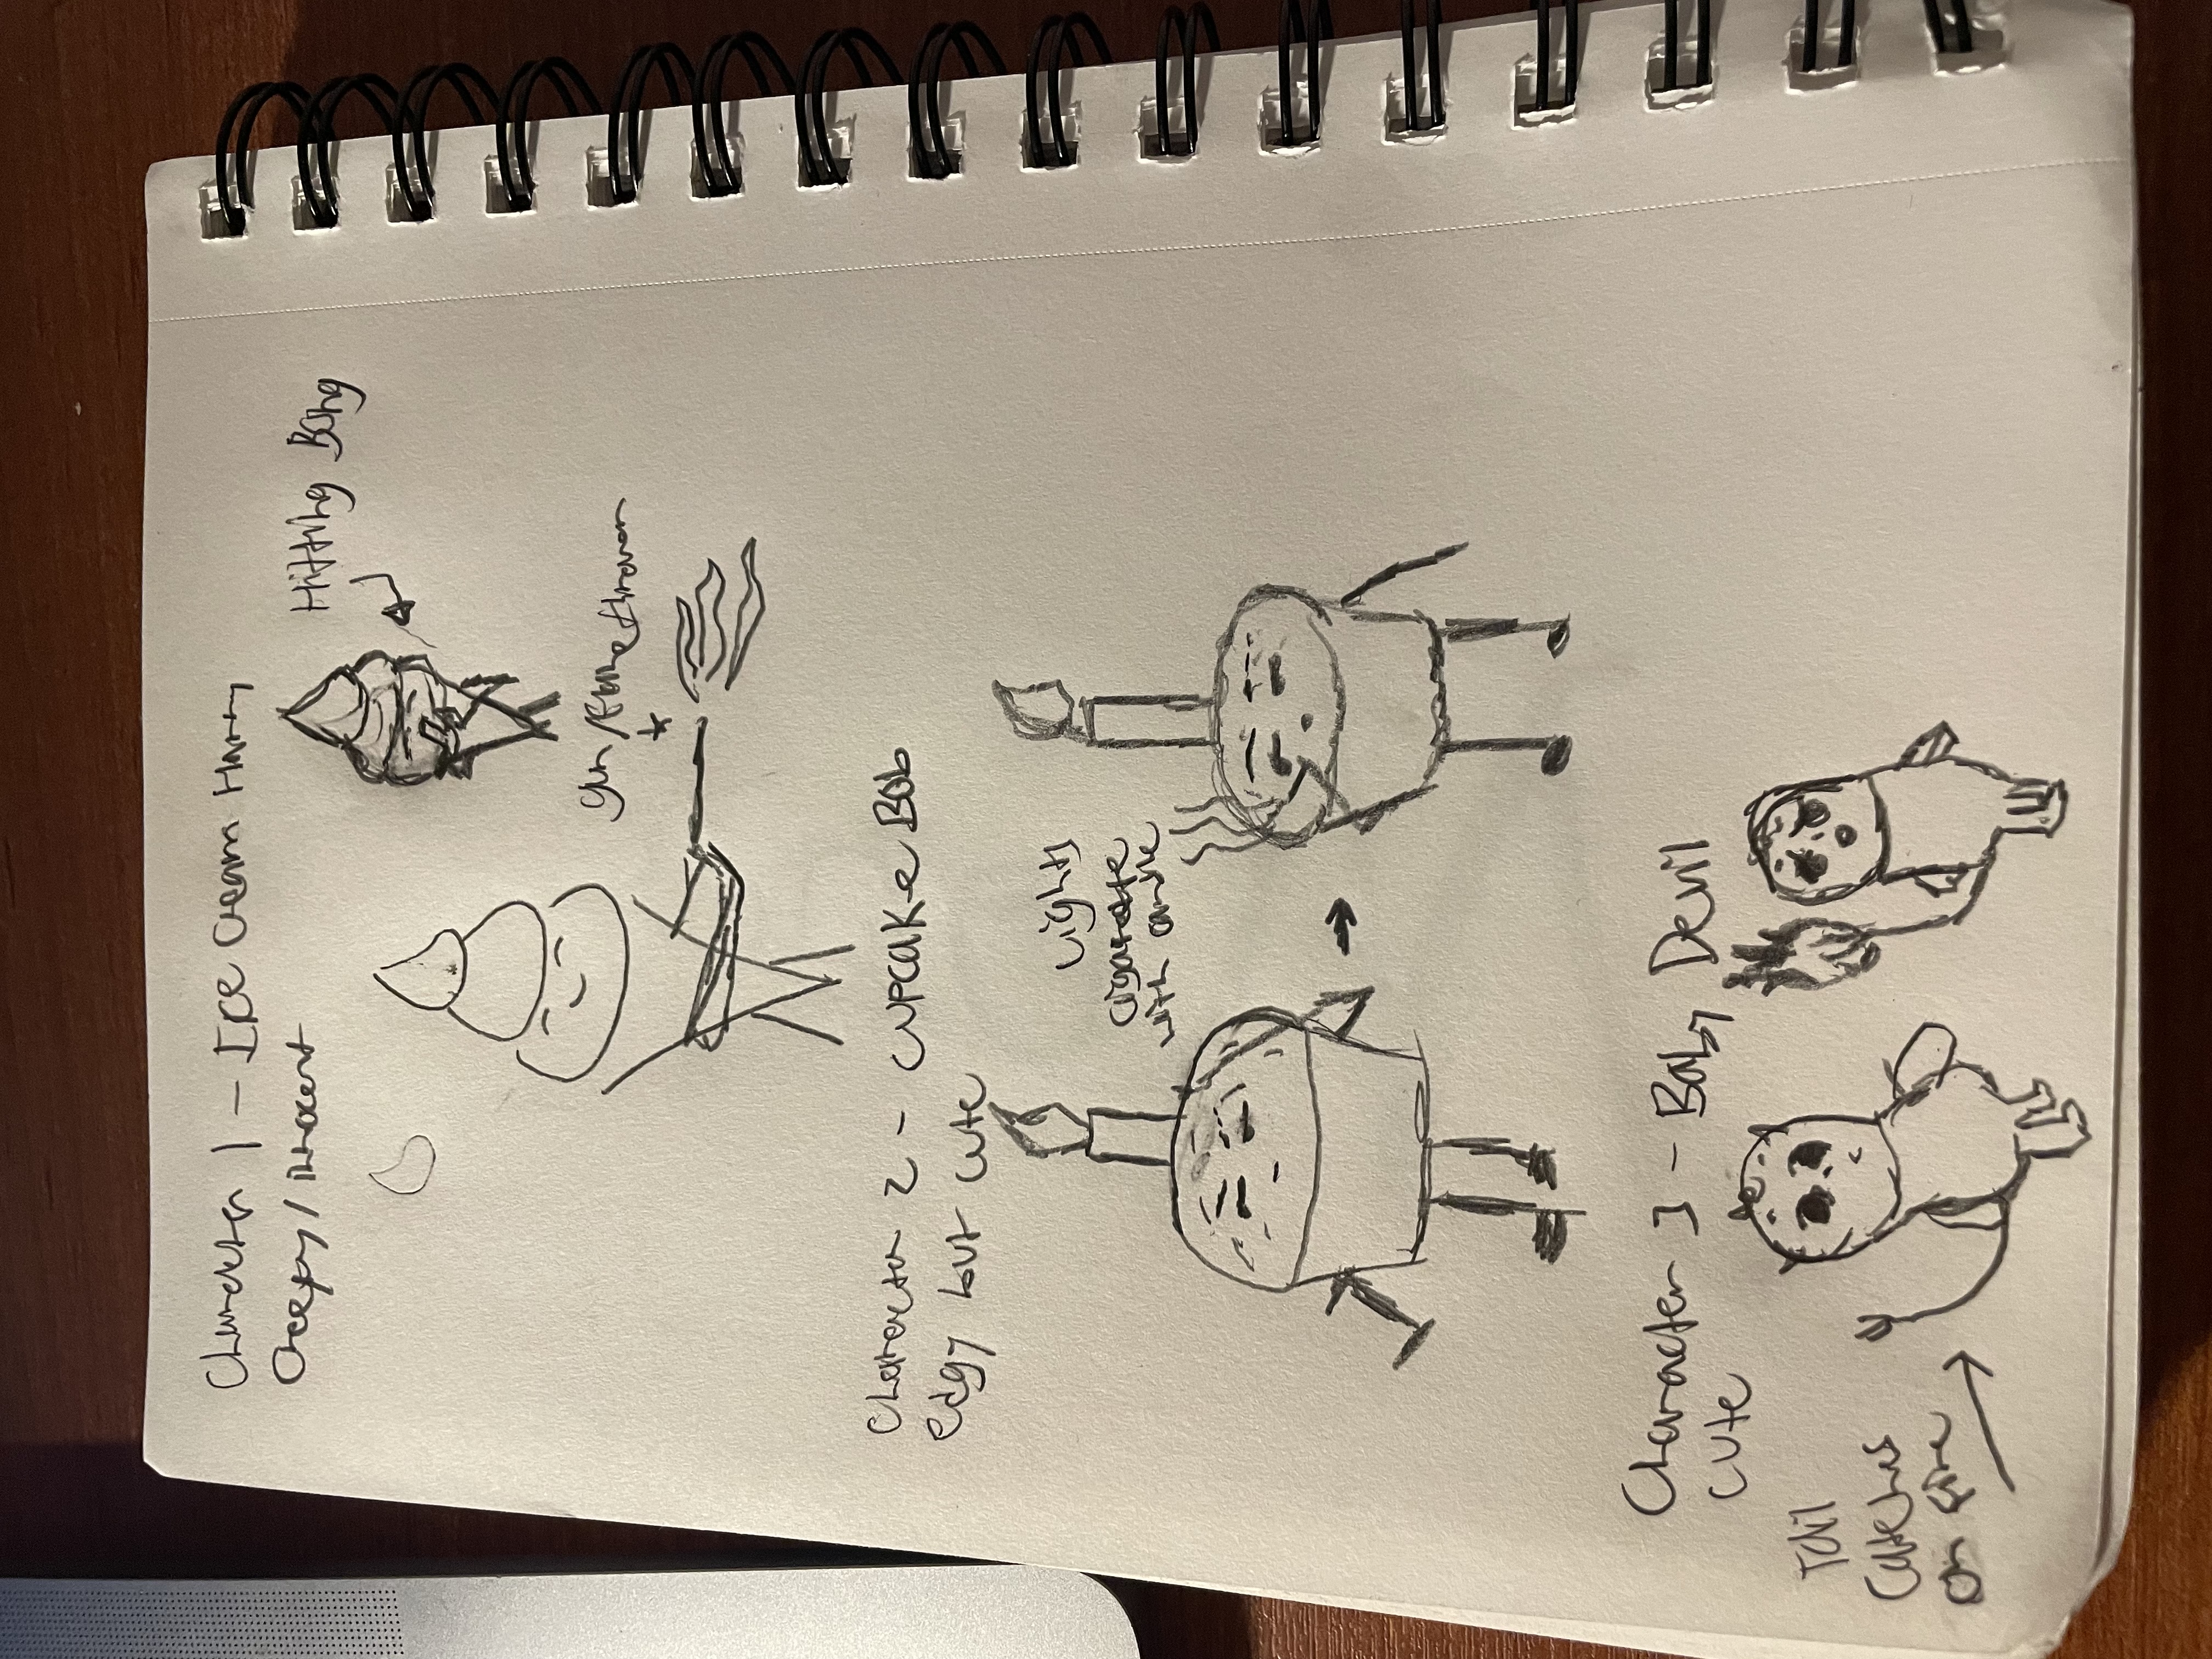 Character 1 - Ice Cream Harry
Creepy / innocent
Hitting Bong
gun / flame thrower
Character 2 - CUPCAKE BOB
edgy but cute
Lights
cigarette
with candle
Character 3 - Baby Devil
cute
Tail
Catches
on fire